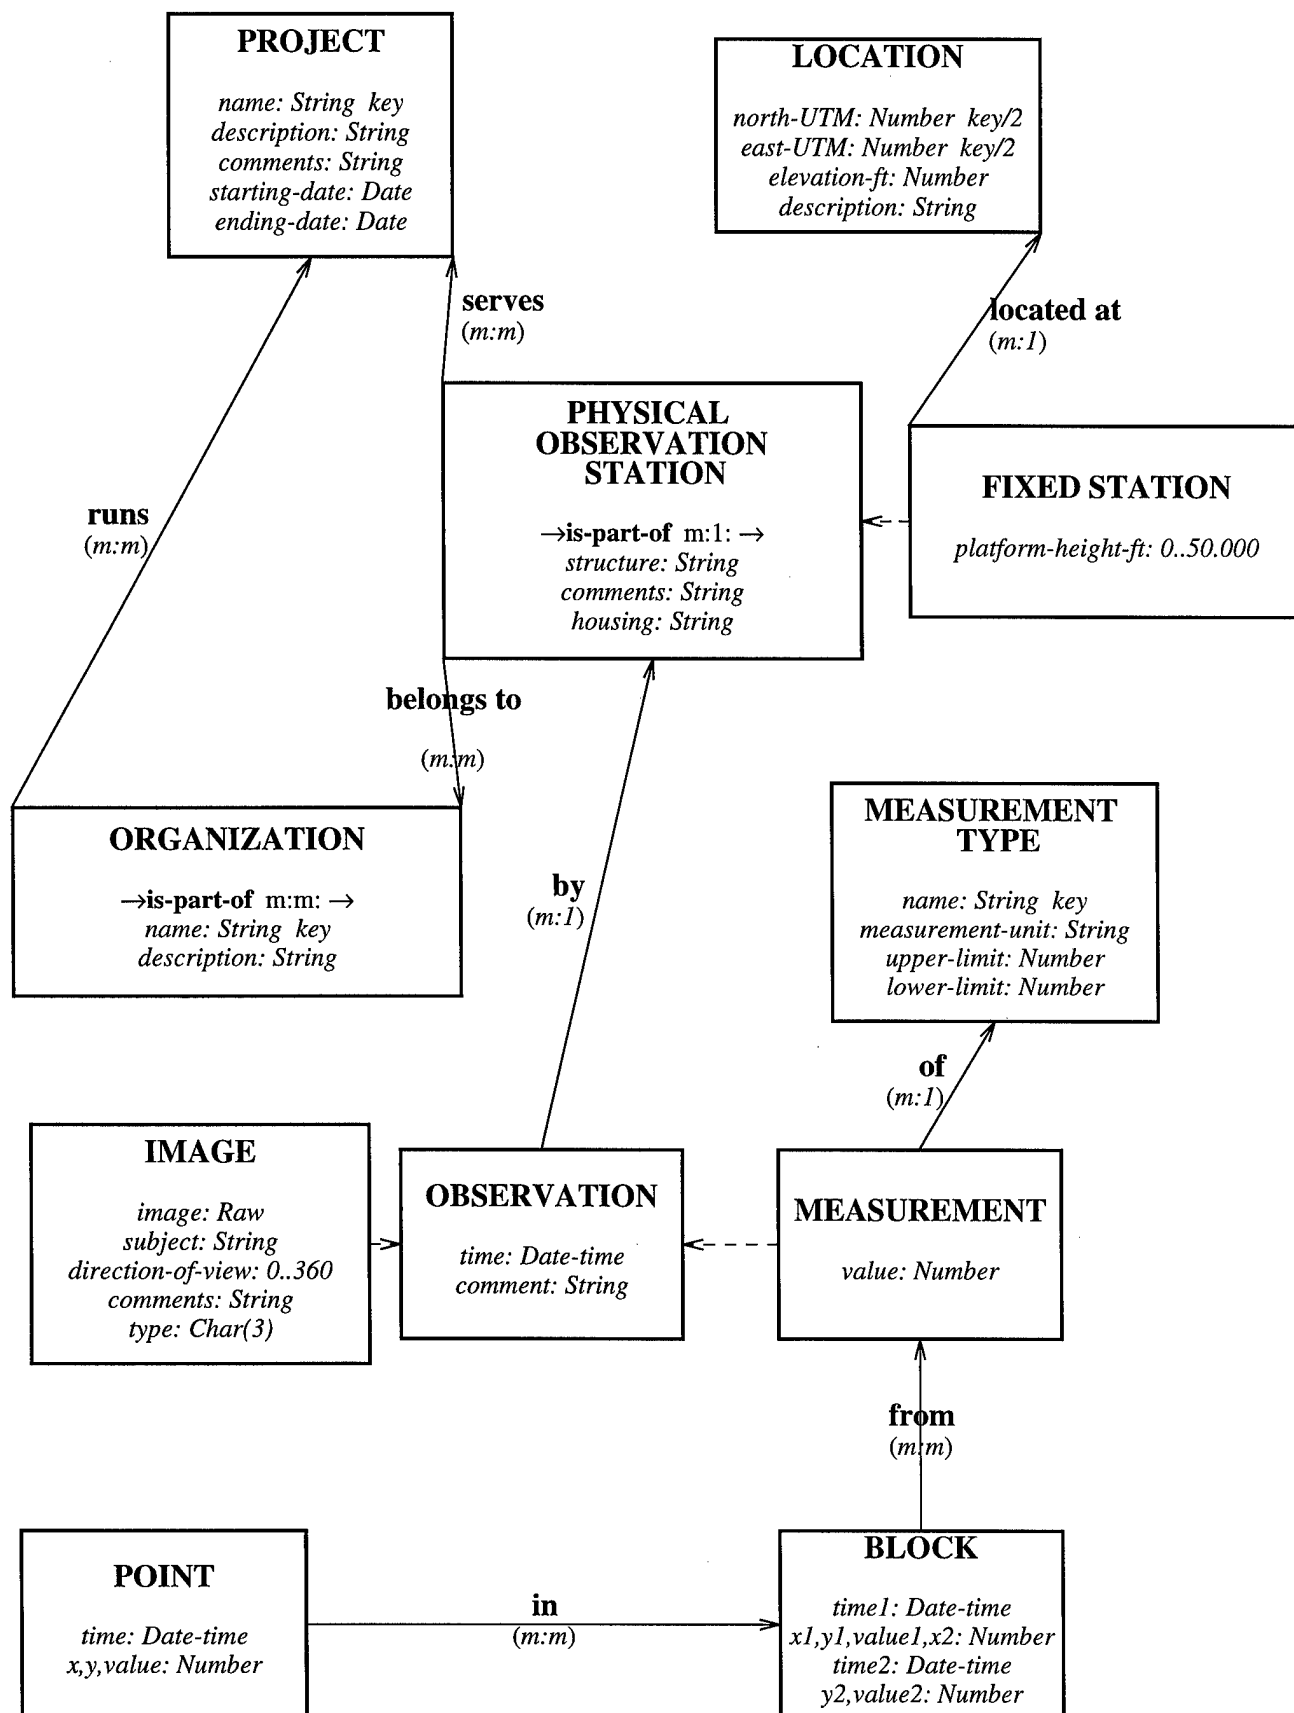 PROJECT
name: String key
description: String
comments: String
starting-date: Date
ending-date: Date
LOCATION
north-UTM: Number key/2
east-UTM: Number key/2
elevation-ft: Number
description: String
serves
(m:m)
located at
(m:1)
PHYSICAL
OBSERVATION
STATION
→is-part-of m:1: →
structure: String
comments: String
housing: String
FIXED STATION
platform-height-ft: 0..50.000
runs
(m:m)
belongs to
(m:m)
ORGANIZATION
→is-part-of m:m: →
name: String key
description: String
by
(m:1)
MEASUREMENT
TYPE
name: String key
measurement-unit: String
upper-limit: Number
lower-limit: Number
of
(m:1)
IMAGE
image: Raw
subject: String
direction-of-view: 0..360
comments: String
type: Char(3)
OBSERVATION
time: Date-time
comment: String
MEASUREMENT
value: Number
from
(m:m)
POINT
time: Date-time
x,y,value: Number
in
(m:m)
BLOCK
time1: Date-time
x1,y1,value1,x2: Number
time2: Date-time
y2,value2: Number